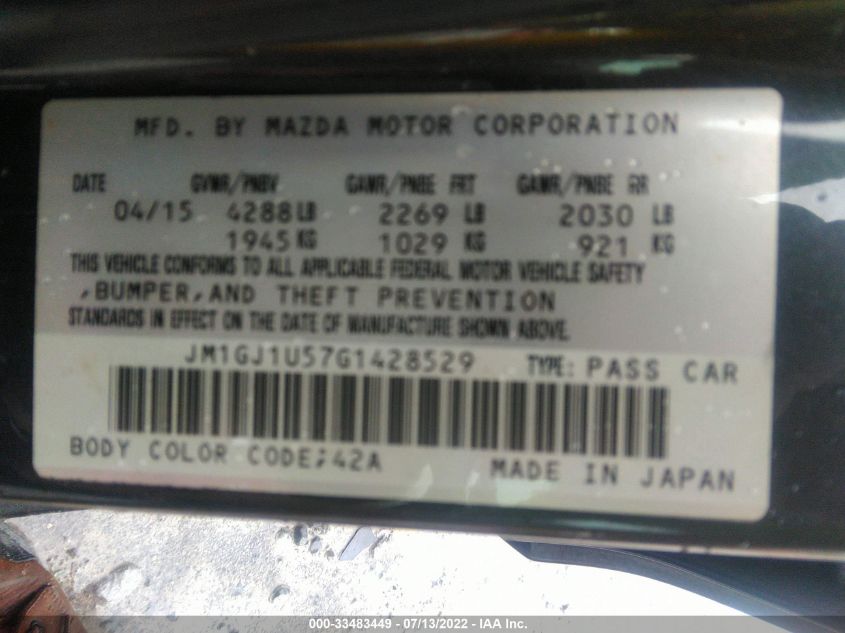 MFD. BY MAZDA MOTOR CORPORATION
DATE GVWR/PNBV GAWR/PNBE FRT GAWR/PNBE RR
04/15 4288 LB 2269 LB 2030 LB
1945 KG 1029 KG 921 KG
THIS VEHICLE CONFORMS TO ALL APPLICABLE FEDERAL MOTOR VEHICLE SAFETY
,BUMPER,AND THEFT PREVENTION
STANDARDS IN EFFECT ON THE DATE OF MANUFACTURE SHOWN ABOVE.
JM1GJ1U57G1428529 TYPE: PASS CAR
BODY COLOR CODE;42A MADE IN JAPAN
000-33483449 - 07/13/2022 - IAA Inc.